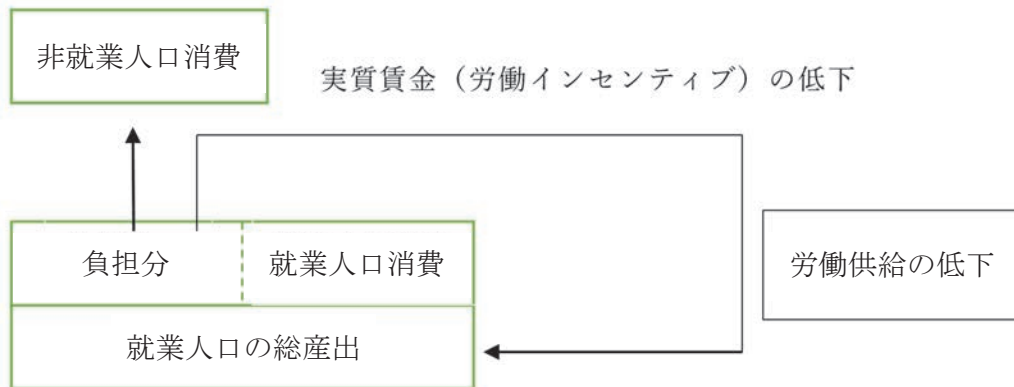 非就業人口消費
実質賃金（労働インセンティブ）の低下
負担分
就業人口消費
労働供給の低下
就業人口の総産出